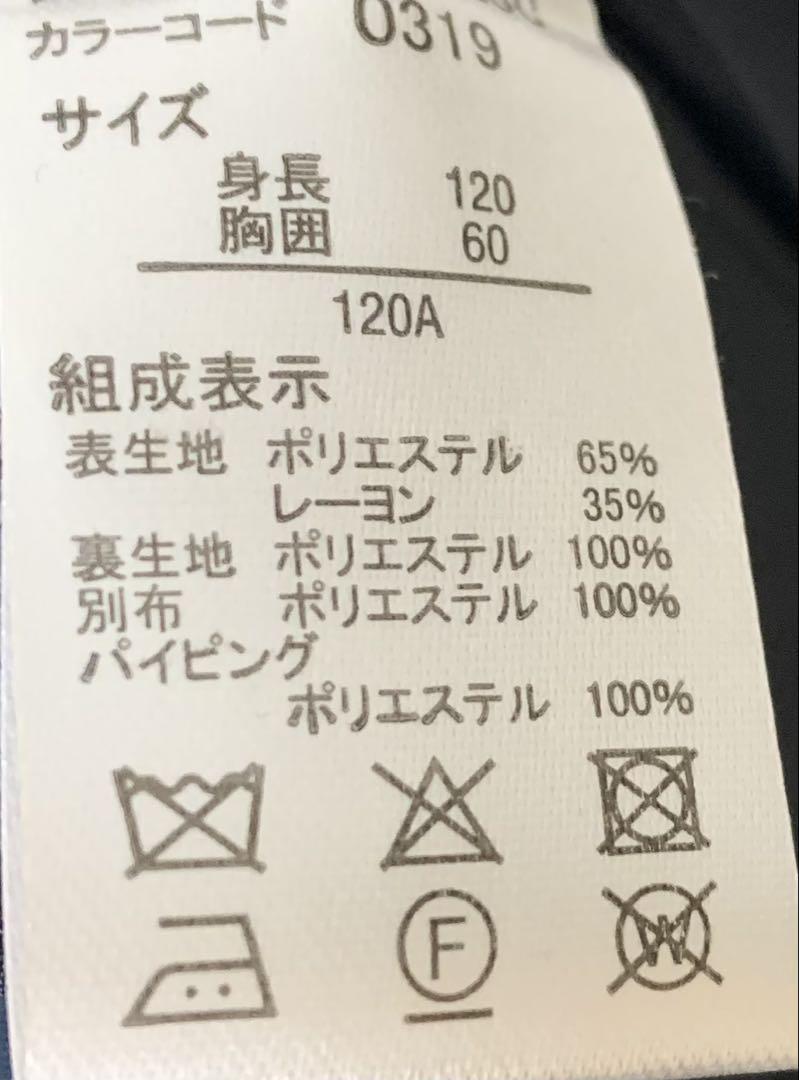 カラーコード 0319
サイズ
身長 120
胸囲 60
120A
組成表示
表生地 ポリエステル 65%
レーヨン 35%
裏生地 ポリエステル 100%
別布 ポリエステル 100%
パイピング
ポリエステル 100%
F
W